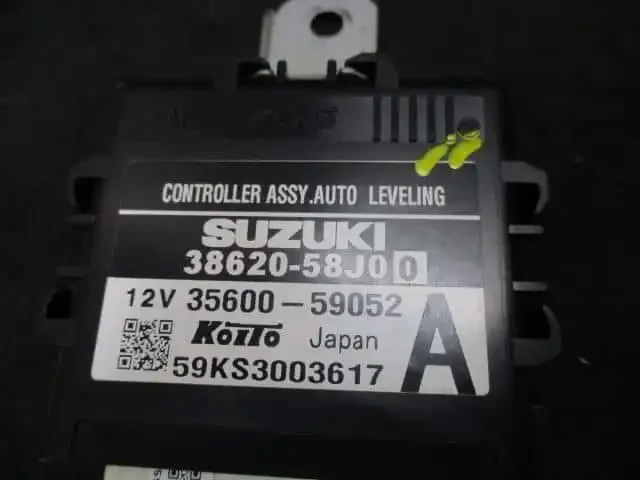 CONTROLLER ASSY.AUTO LEVELING
SUZUKI
38620-58J00
12V 35600-59052
KoiTo Japan
A
59KS3003617